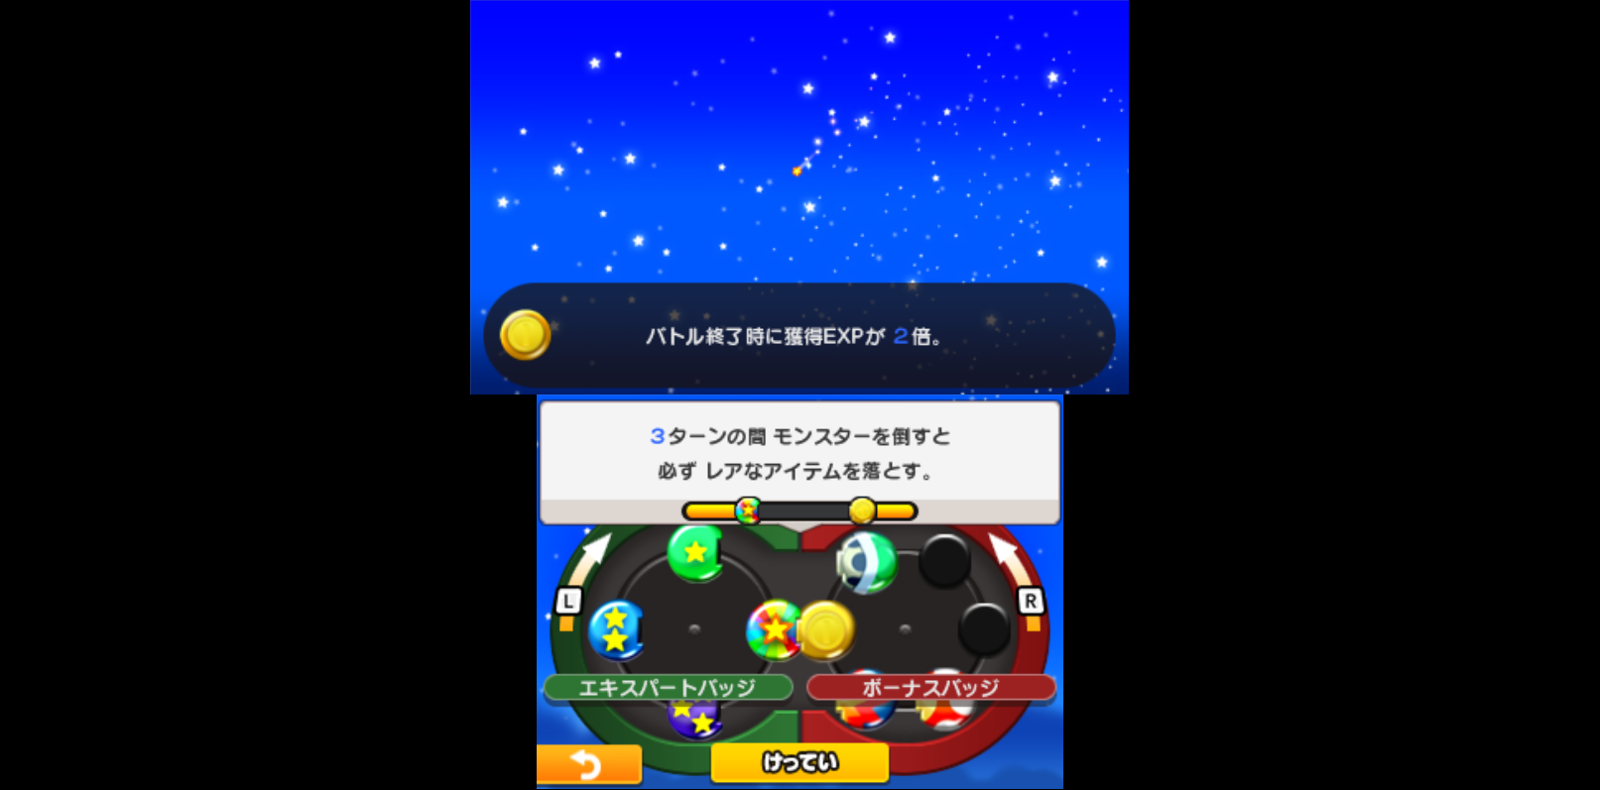 バトル終了時に獲得EXPが 2倍。
3ターンの間 モンスターを倒すと
必ず レアなアイテムを落とす。
L
R
エキスパートバッジ
ボーナスバッジ
けってい